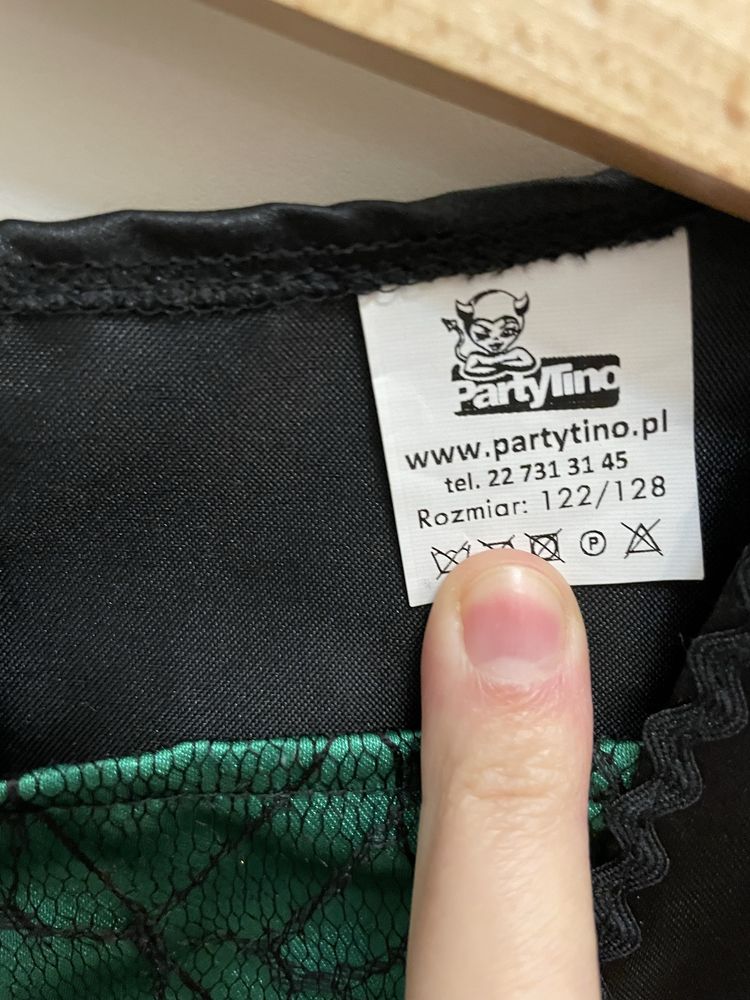 PartyTino
www.partytino.pl
tel. 22 731 31 45
Rozmiar: 122/128
P